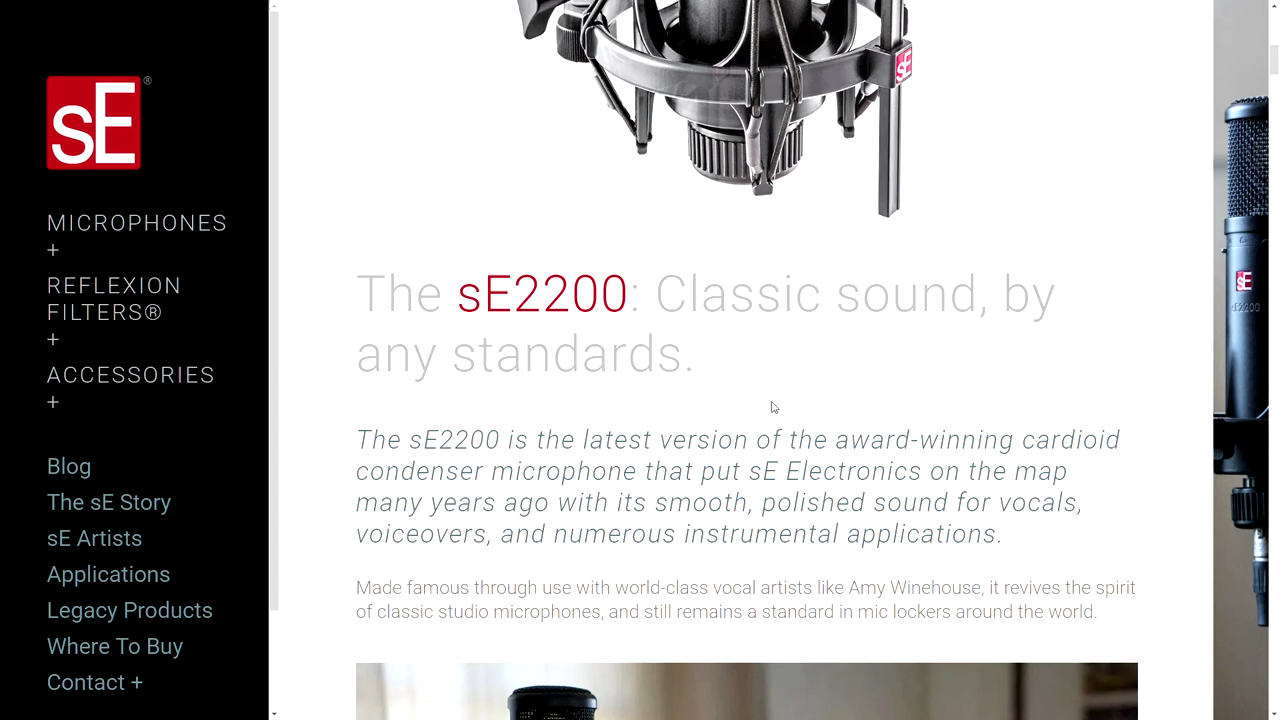 sE®
MICROPHONES
+
REFLEXION
FILTERS®
+
ACCESSORIES
+
Blog
The sE Story
sE Artists
Applications
Legacy Products
Where To Buy
Contact +
sE
The sE2200: Classic sound, by
any standards.
The sE2200 is the latest version of the award-winning cardioid
condenser microphone that put sE Electronics on the map
many years ago with its smooth, polished sound for vocals,
voiceovers, and numerous instrumental applications.
Made famous through use with world-class vocal artists like Amy Winehouse, it revives the spirit
of classic studio microphones, and still remains a standard in mic lockers around the world.
sE
sE2200